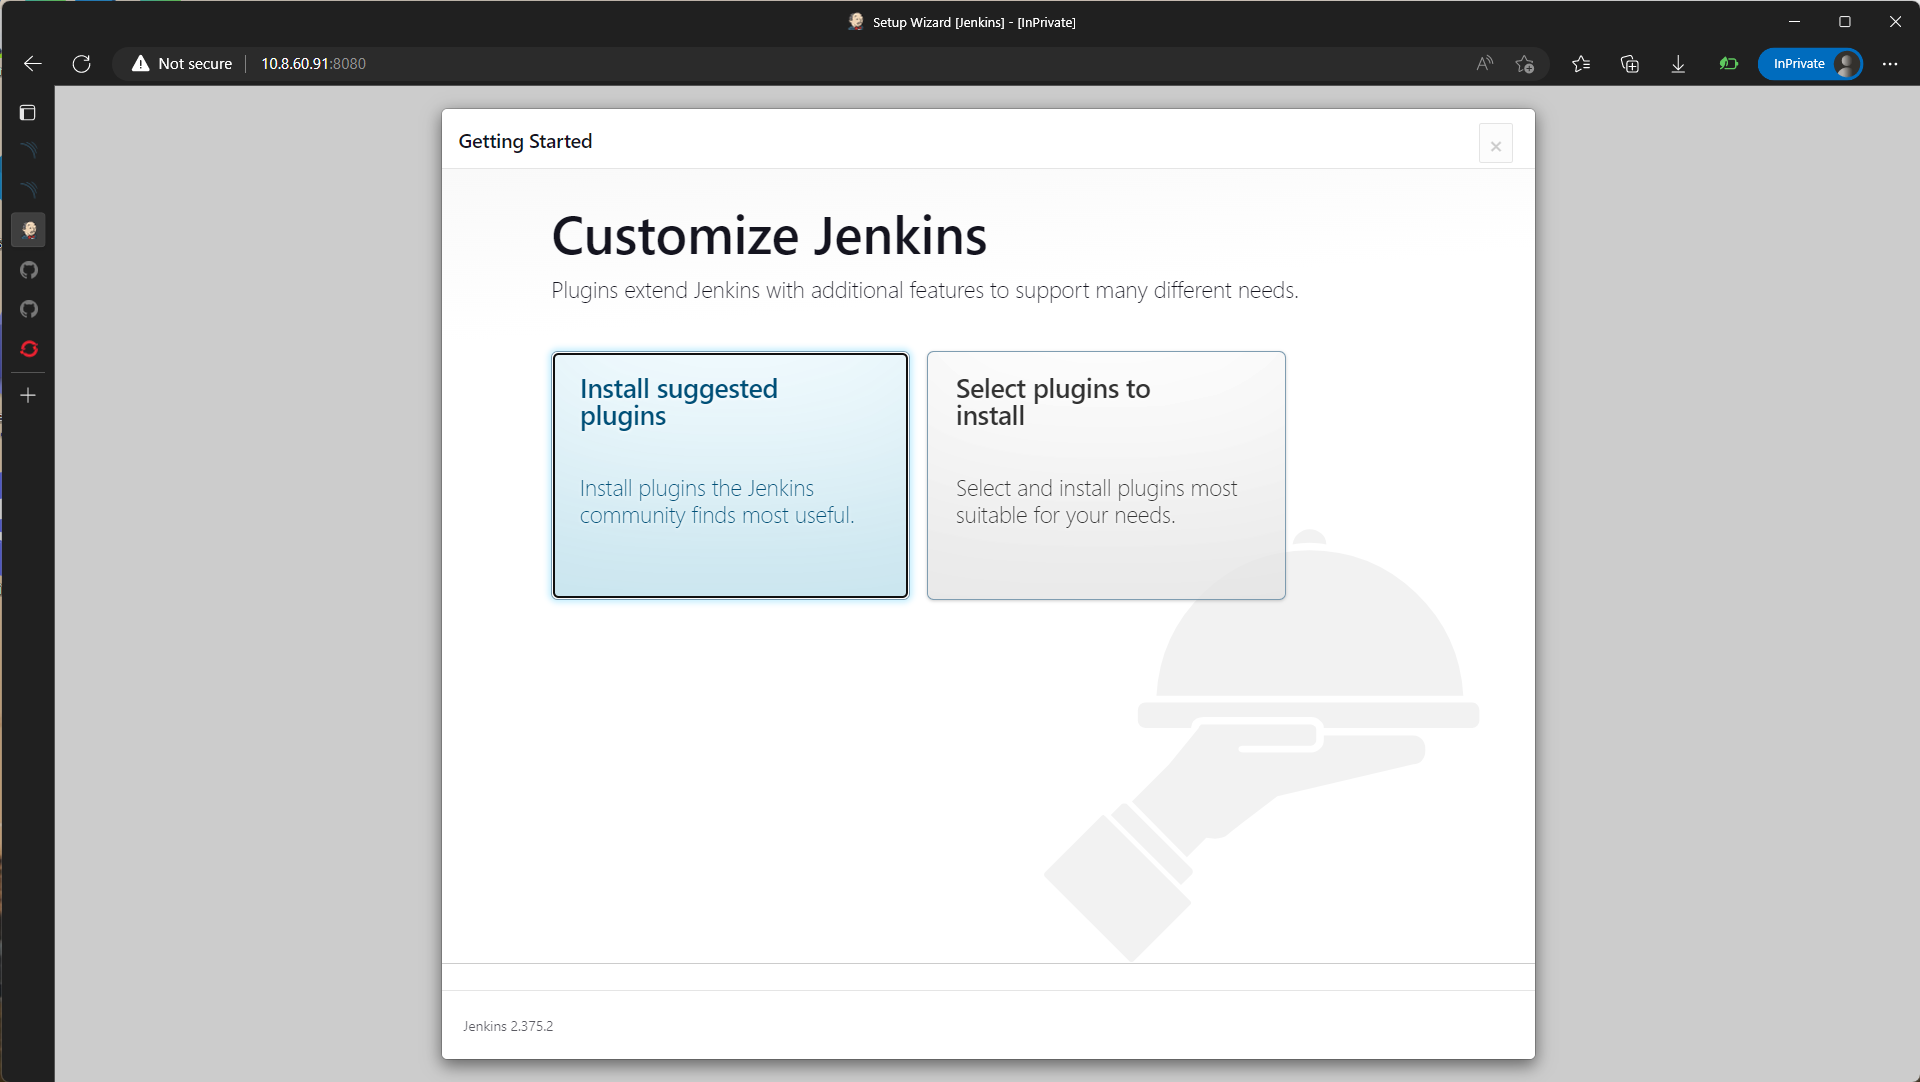 Setup Wizard [Jenkins] - [InPrivate]
Not secure
10.8.60.91:8080
InPrivate
Getting Started
×
Customize Jenkins
Plugins extend Jenkins with additional features to support many different needs.
Install suggested
plugins
Install plugins the Jenkins
community finds most useful.
Select plugins to
install
Select and install plugins most
suitable for your needs.
Jenkins 2.375.2